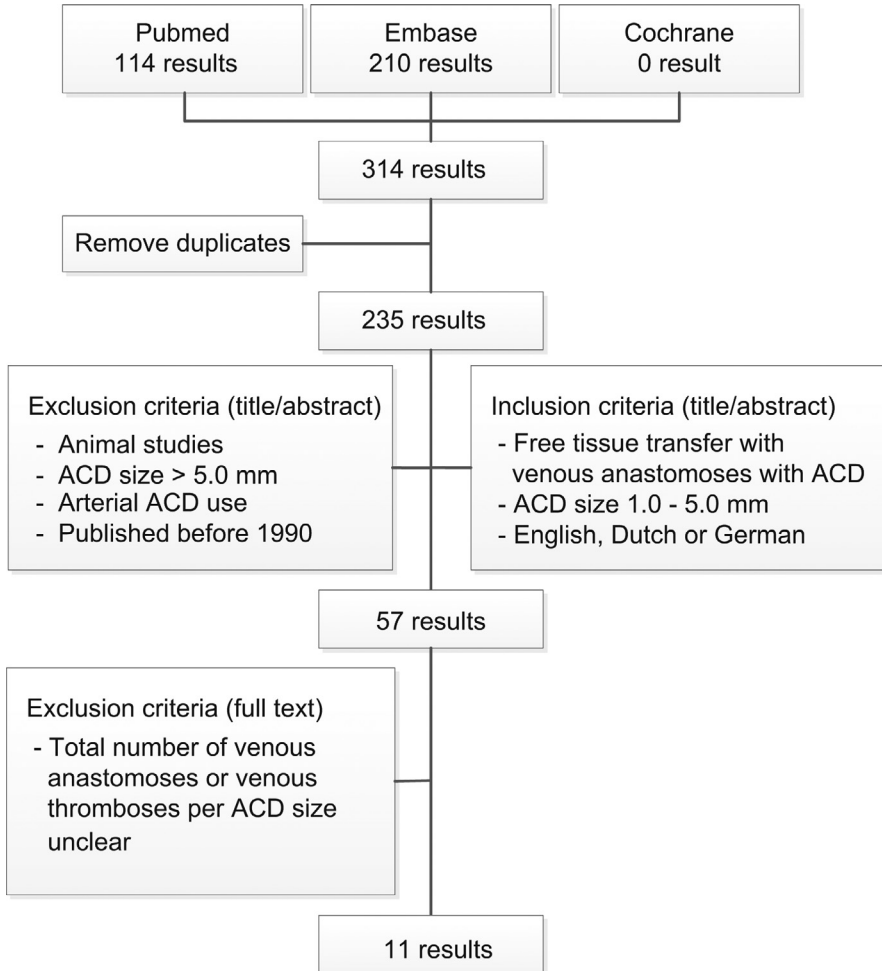 Pubmed
114 results
Embase
210 results
Cochrane
0 result
314 results
Remove duplicates
235 results
Exclusion criteria (title/abstract)
- Animal studies
- ACD size > 5.0 mm
- Arterial ACD use
- Published before 1990
Inclusion criteria (title/abstract)
- Free tissue transfer with
venous anastomoses with ACD
- ACD size 1.0 - 5.0 mm
- English, Dutch or German
57 results
Exclusion criteria (full text)
- Total number of venous
anastomoses or venous
thromboses per ACD size
unclear
11 results